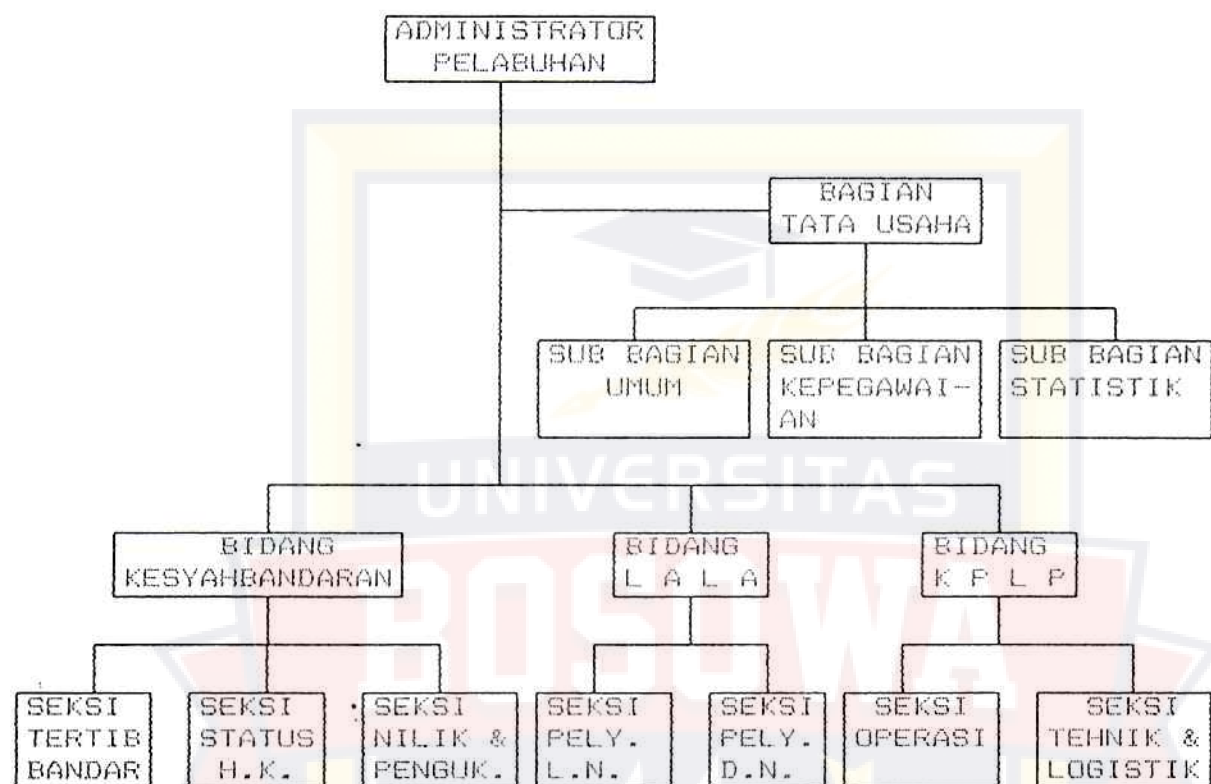 ADMINISTRATOR
PELABUHAN
BAGIAN
TATA USAHA
SUB BAGIAN
UMUM
SUB BAGIAN
KEPEGAWAI-
AN
SUB BAGIAN
STATISTIK
UNIVERSITAS
BOSOWA
BIDANG
KESYAHBANDARAN
BIDANG
L A L A
BIDANG
K P L P
SEKSI
TERTIB
BANDAR
SEKSI
STATUS
H.K.
SEKSI
NILIK &
PENGUK.
SEKSI
PELY.
L.N.
SEKSI
PELY.
D.N.
SEKSI
OPERASI
SEKSI
TEHNIK &
LOGISTIK